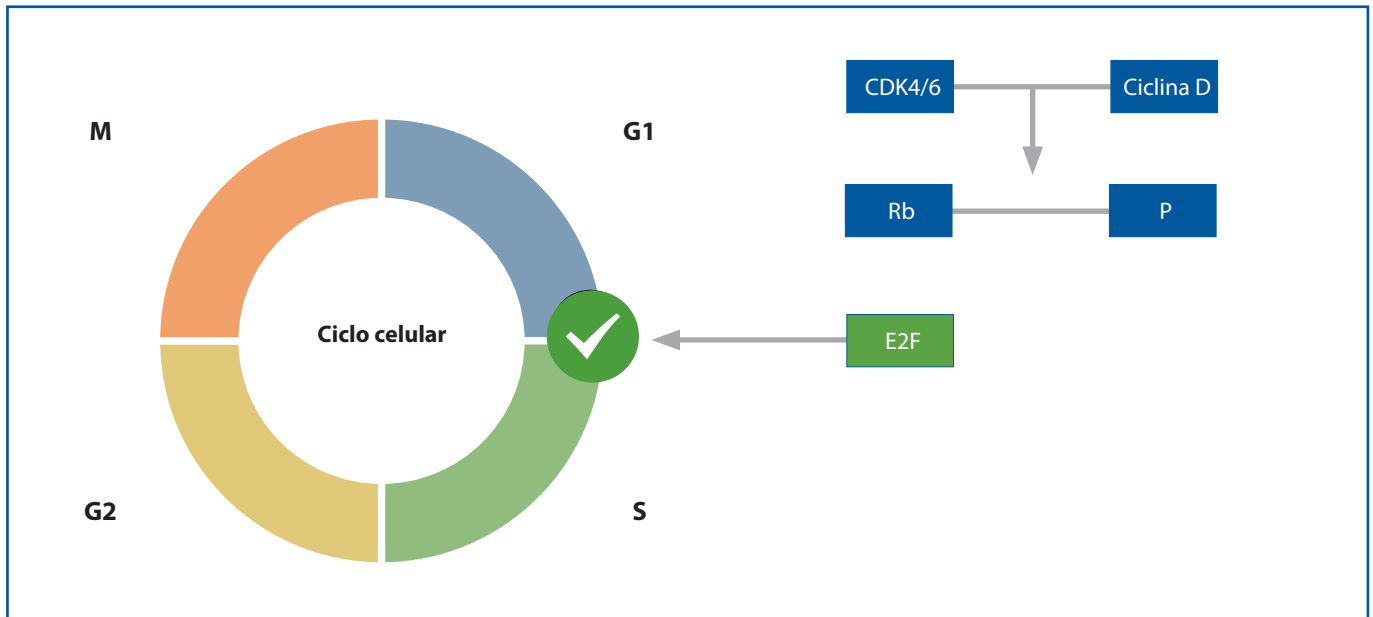 CDK4/6
Ciclina D
M
G1
Rb
P
Ciclo celular
E2F
G2
S